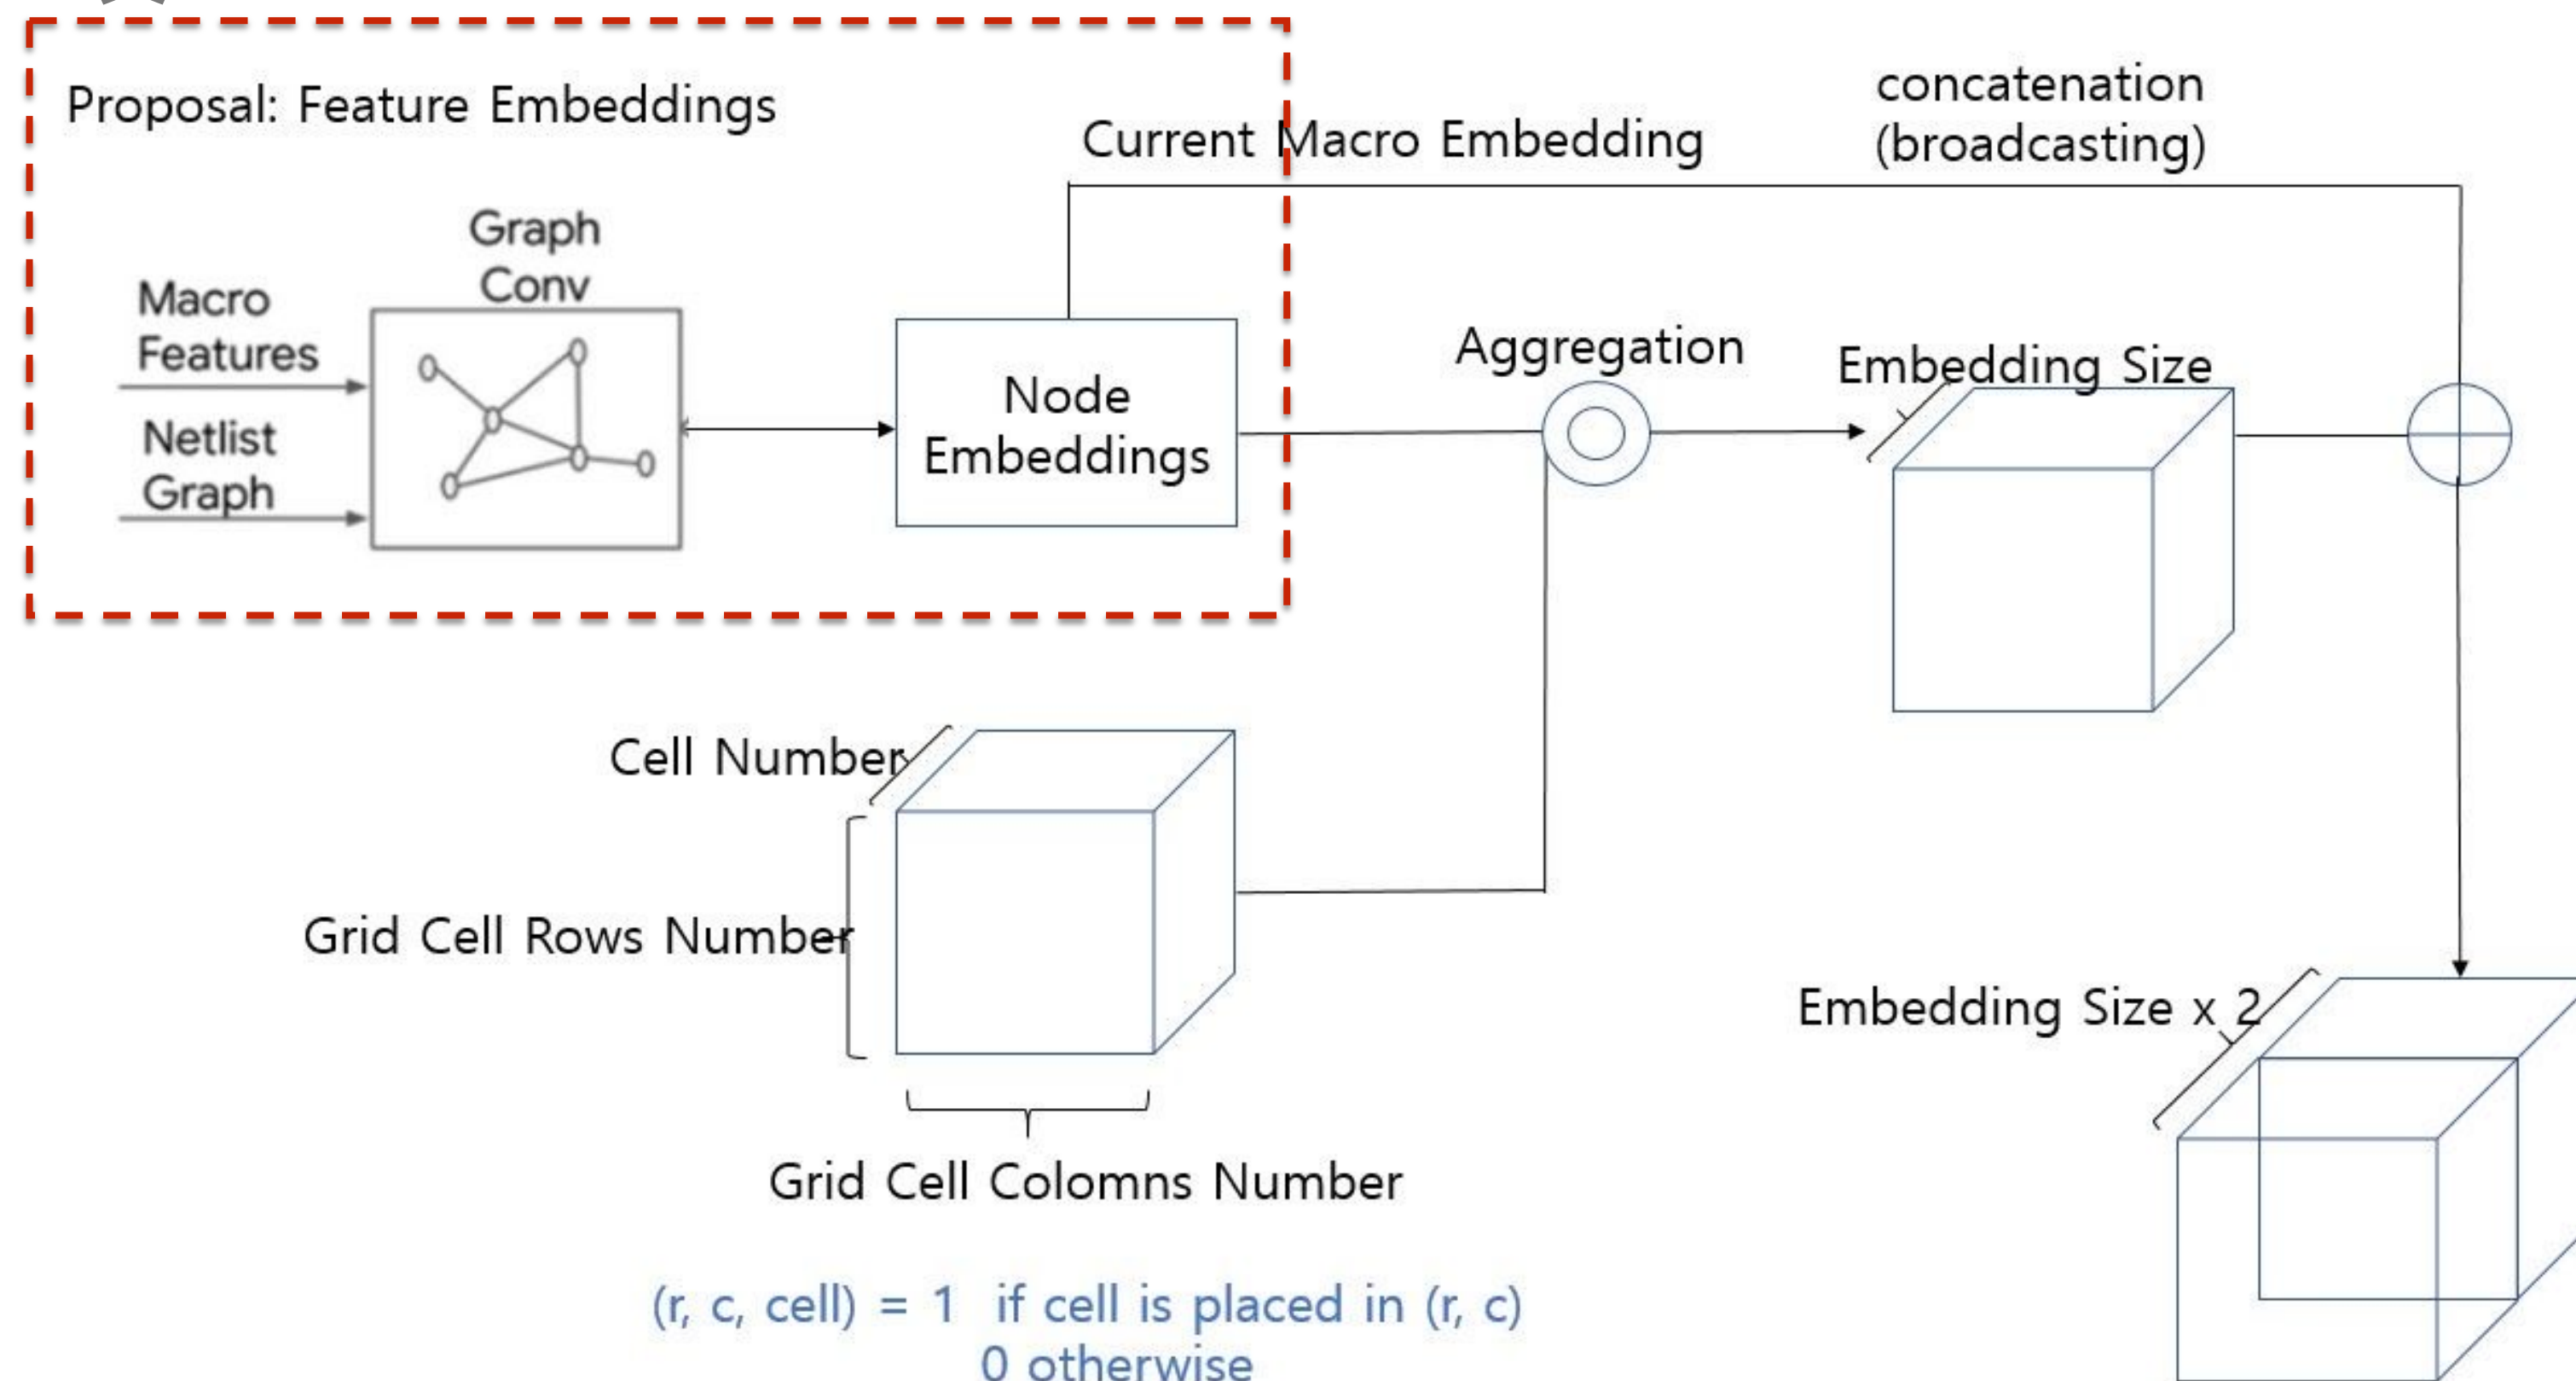 Proposal: Feature Embeddings
concatenation
(broadcasting)
Current Macro Embedding
Graph
Conv
Macro
Features
Netlist
Graph
Node
Embeddings
Aggregation
Embedding Size
Cell Number
Grid Cell Rows Number
Grid Cell Colomns Number
Embedding Size x 2
(r, c, cell) = 1 if cell is placed in (r, c)
0 otherwise